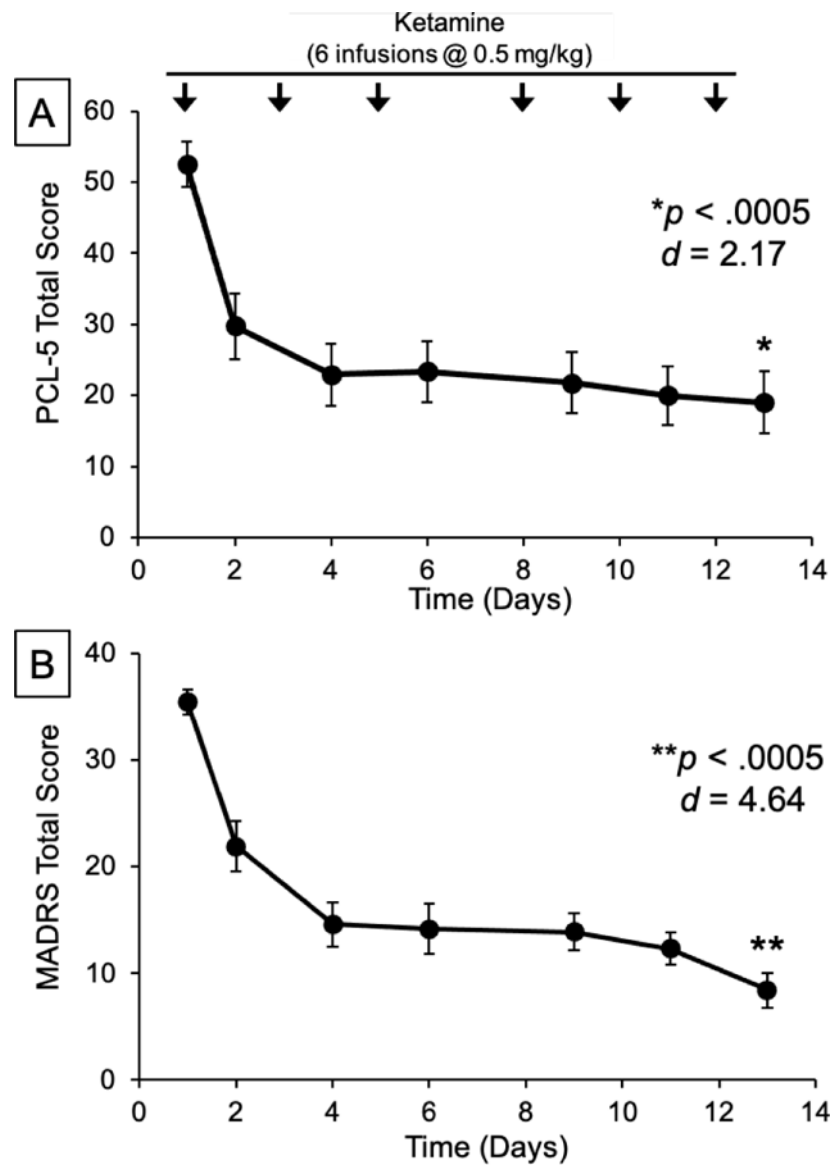 Ketamine
(6 infusions @ 0.5 mg/kg)
A
60
50
40
30
20
10
0
PCL-5 Total Score
*p < .0005
d = 2.17
*
0 2 4 6 8 10 12 14
Time (Days)
B
40
30
20
10
0
MADRS Total Score
**p < .0005
d = 4.64
**
0 2 4 6 8 10 12 14
Time (Days)